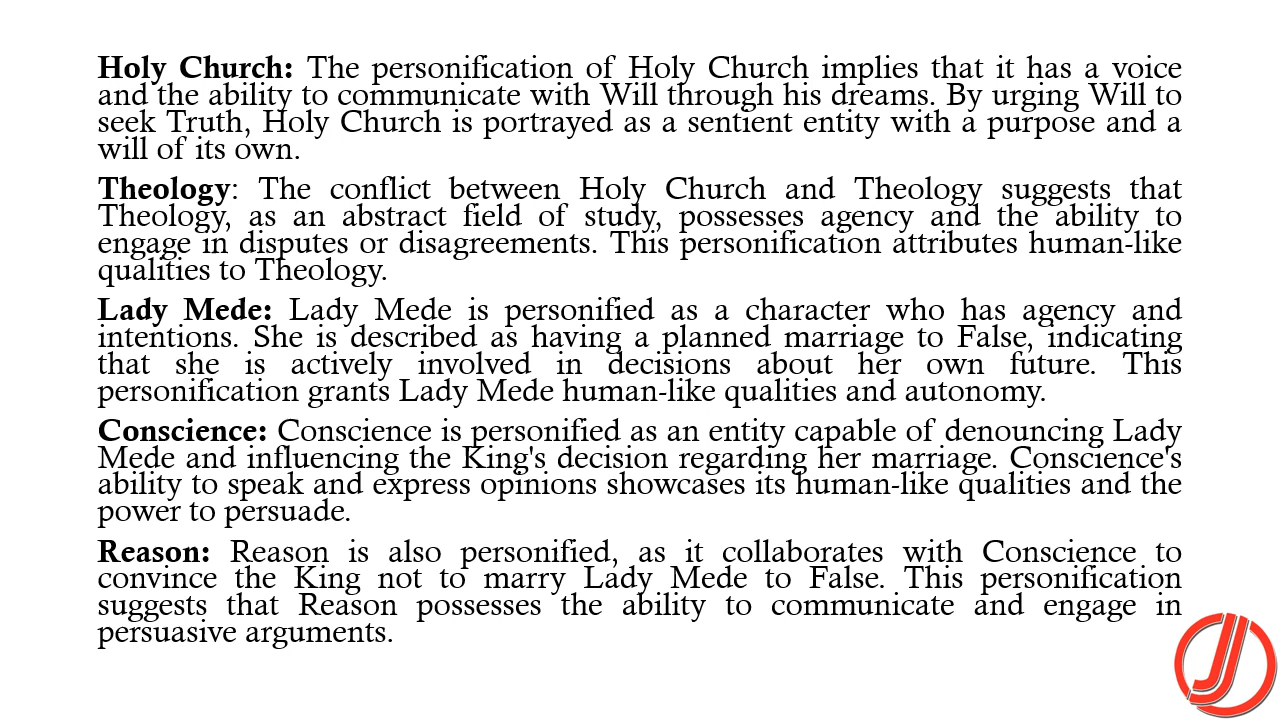 Holy Church: The personification of Holy Church implies that it has a voice
and the ability to communicate with Will through his dreams. By urging Will to
seek Truth, Holy Church is portrayed as a sentient entity with a purpose and a
will of its own.
Theology: The conflict between Holy Church and Theology suggests that
Theology, as an abstract field of study, possesses agency and the ability to
engage in disputes or disagreements. This personification attributes human-like
qualities to Theology.
Lady Mede: Lady Mede is personified as a character who has agency and
intentions. She is described as having a planned marriage to False, indicating
that she is actively involved in decisions about her own future. This
personification grants Lady Mede human-like qualities and autonomy.
Conscience: Conscience is personified as an entity capable of denouncing Lady
Mede and influencing the King's decision regarding her marriage. Conscience's
ability to speak and express opinions showcases its human-like qualities and the
power to persuade.
Reason: Reason is also personified, as it collaborates with Conscience to
convince the King not to marry Lady Mede to False. This personification
suggests that Reason possesses the ability to communicate and engage in
persuasive arguments.